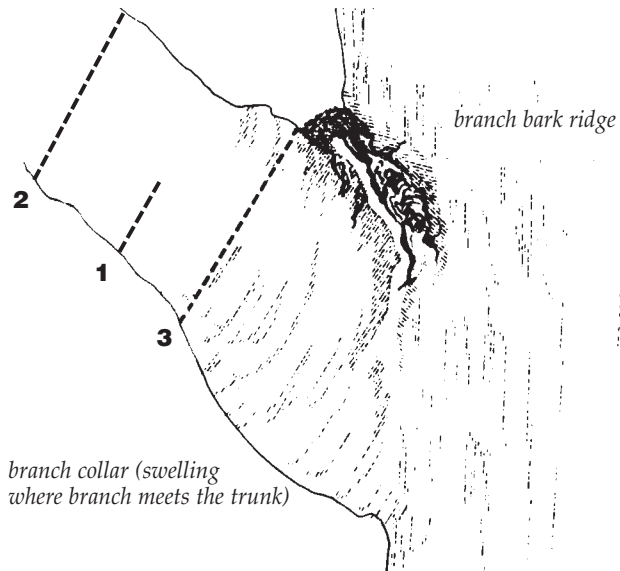 branch bark ridge
2
1
3
branch collar (swelling
where branch meets the trunk)